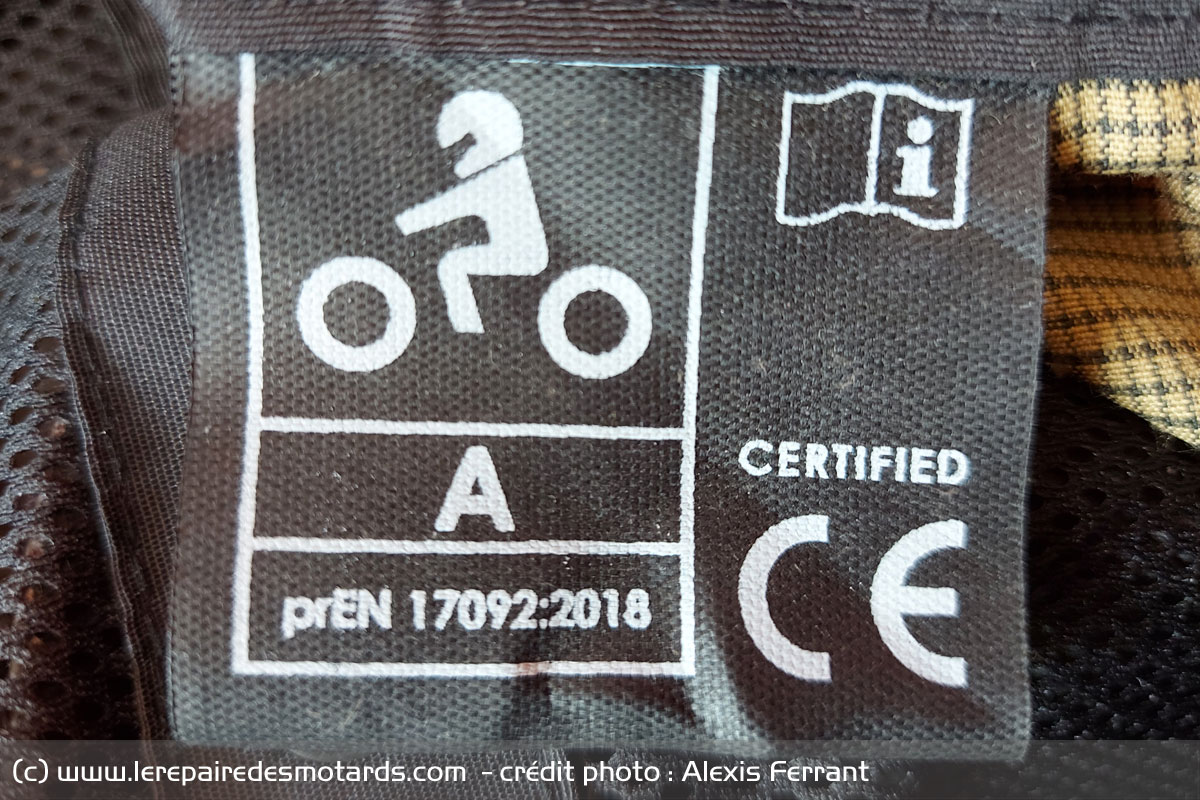 i
CERTIFIED
CE
A
prEN 17092:2018
(c) www.lerepairedesmotards.com - crédit photo : Alexis Ferrant